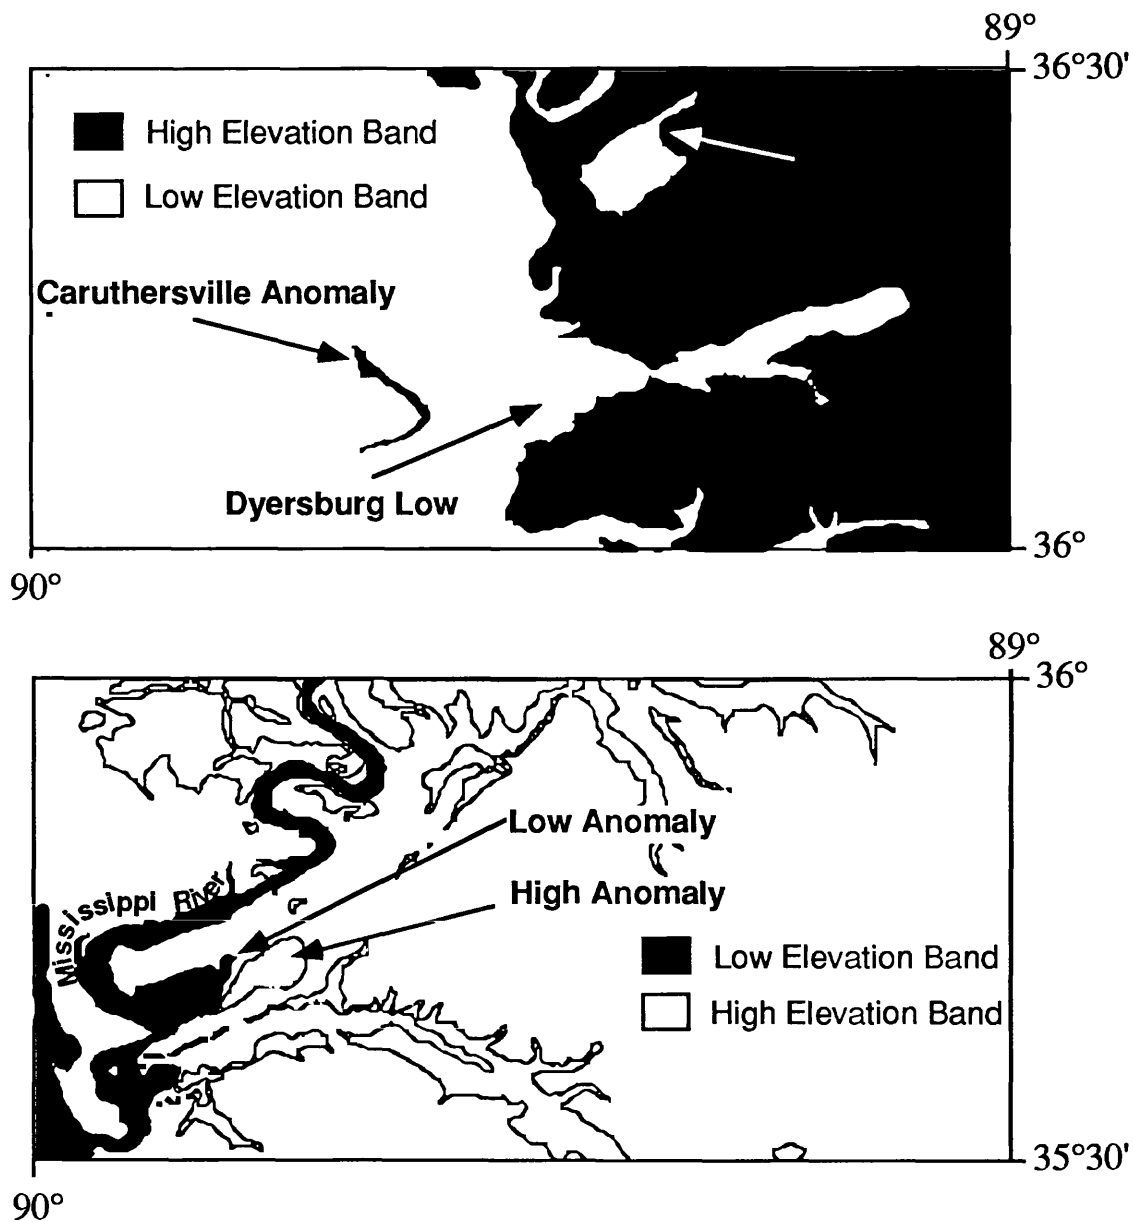 89°
36°30'
High Elevation Band
Low Elevation Band
Caruthersville Anomaly
Dyersburg Low
36°
90°
89°
36°
Low Anomaly
High Anomaly
Mississippi River
Low Elevation Band
High Elevation Band
35°30'
90°